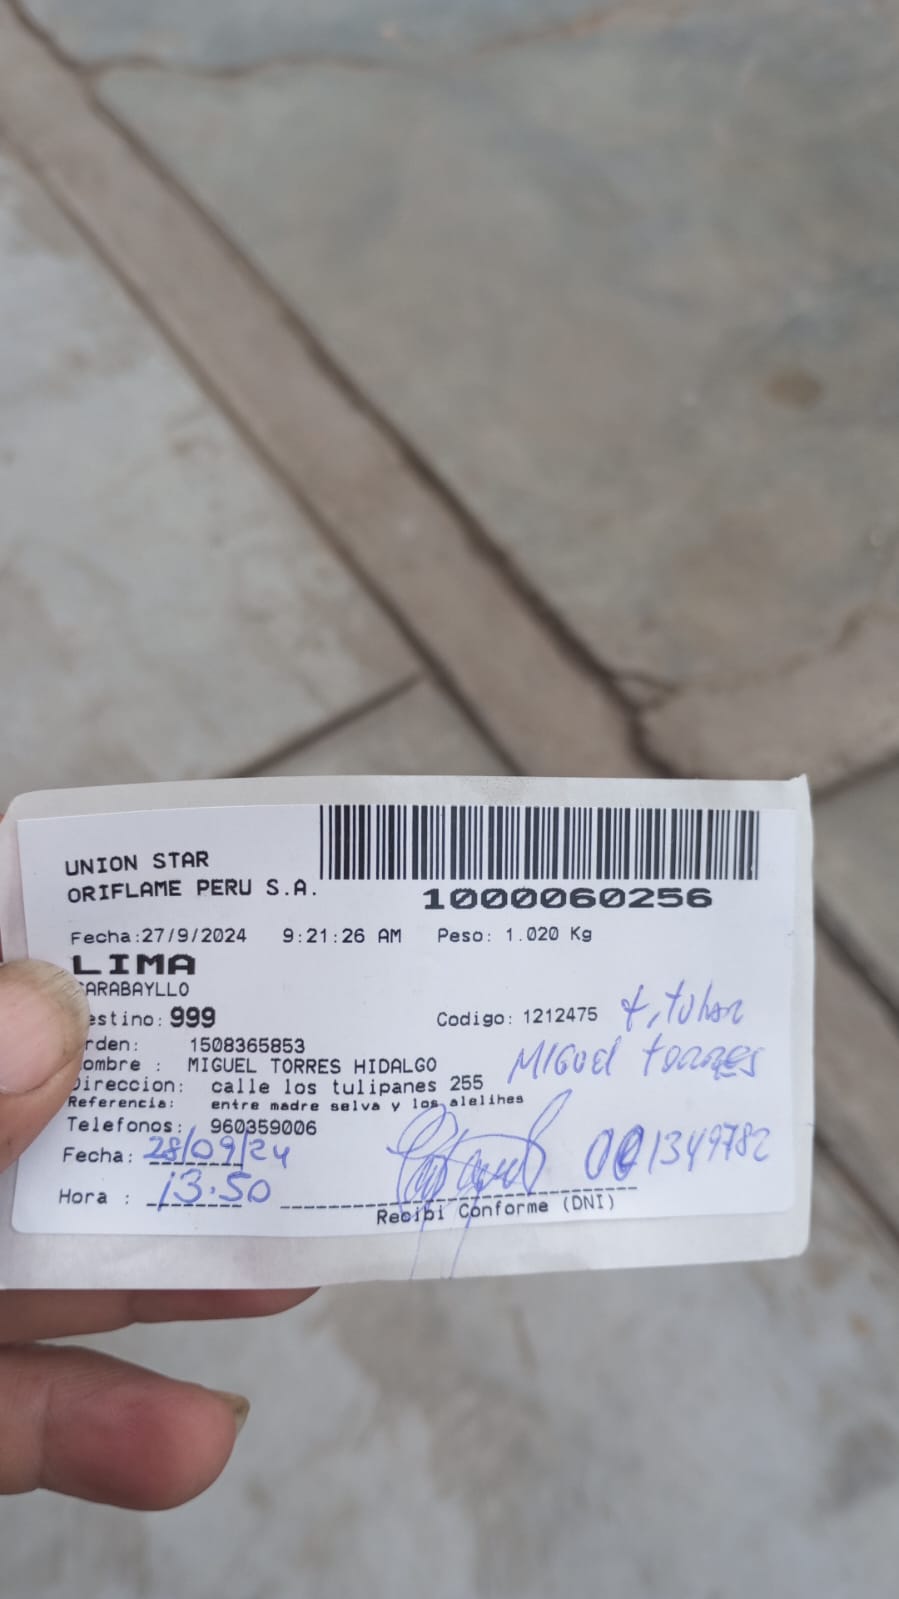 UNION STAR
ORIFLAME PERU S.A.
1000060256
Fecha:27/9/2024 9:21:26 AM Peso: 1.020 Kg
LIMA
CARABAYLLO
estino: 999 Codigo: 1212475 titular
rden: 1508365853
ombre : MIGUEL TORRES HIDALGO MIGUEL torres
Direccion: calle los tulipanes 255
Referencia: entre madre selva y los alelihes
Telefonos: 960359006
Fecha: 28/09/24 001349782
Hora : 13.50
Recibi Conforme (DNI)